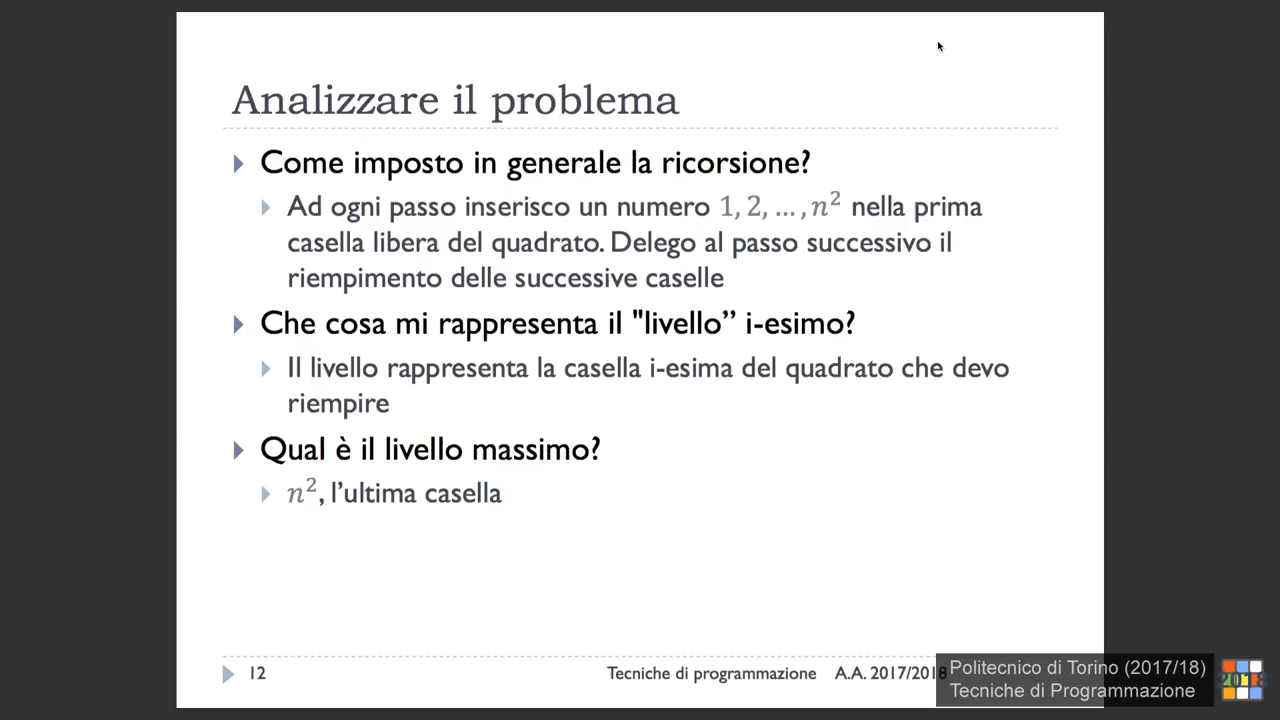 Analizzare il problema
Come imposto in generale la ricorsione?
Ad ogni passo inserisco un numero 1, 2, … , n² nella prima
casella libera del quadrato. Delego al passo successivo il
riempimento delle successive caselle
Che cosa mi rappresenta il "livello” i-esimo?
Il livello rappresenta la casella i-esima del quadrato che devo
riempire
Qual è il livello massimo?
n², l’ultima casella
12
Tecniche di programmazione A.A. 2017/2018
Politecnico di Torino (2017/18)
Tecniche di Programmazione
2018